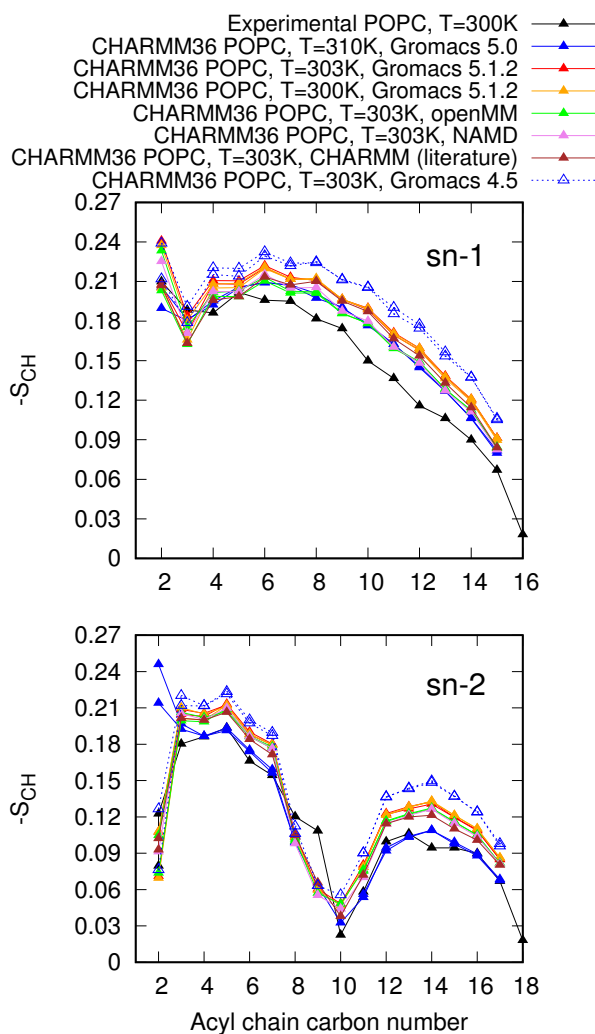 Experimental POPC, T=300K
CHARMM36 POPC, T=310K, Gromacs 5.0
CHARMM36 POPC, T=303K, Gromacs 5.1.2
CHARMM36 POPC, T=300K, Gromacs 5.1.2
CHARMM36 POPC, T=303K, openMM
CHARMM36 POPC, T=303K, NAMD
CHARMM36 POPC, T=303K, CHARMM (literature)
CHARMM36 POPC, T=303K, Gromacs 4.5
0.27
sn-1
0.24
0.21
0.18
0.15
-SCH
0.12
0.09
0.06
0.03
0
2 4 6 8 10 12 14 16
0.27
sn-2
0.24
0.21
0.18
0.15
-SCH
0.12
0.09
0.06
0.03
0
2 4 6 8 10 12 14 16 18
Acyl chain carbon number